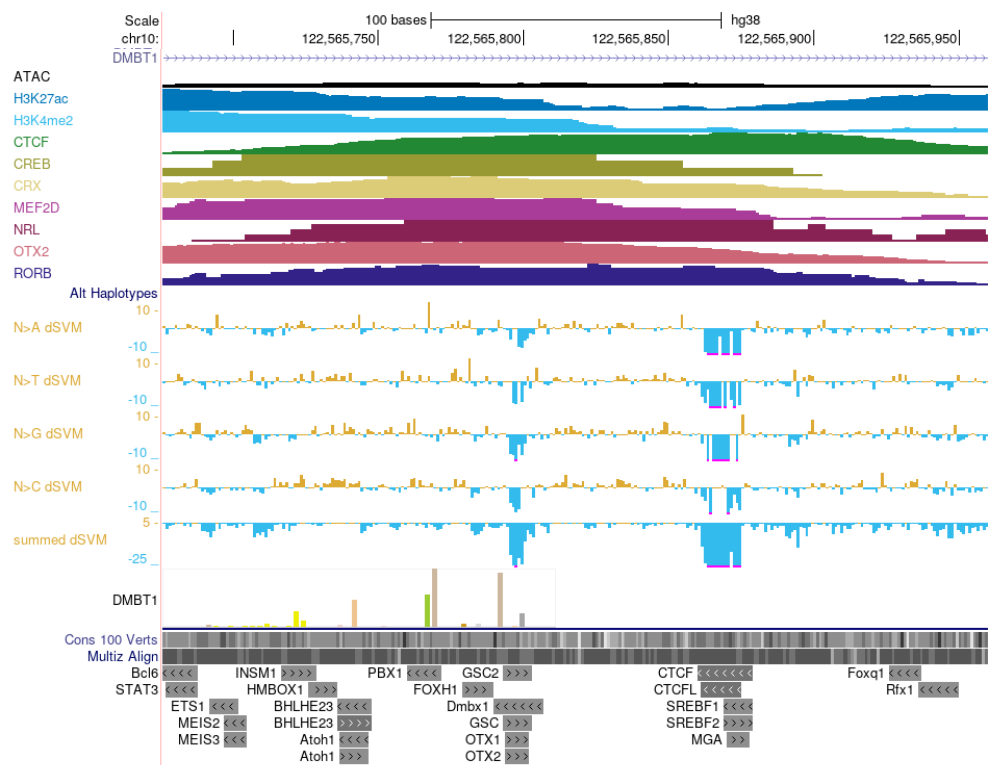 Scale 100 bases hg38
chr10: 122,565,750 122,565,800 122,565,850 122,565,900 122,565,950
DMBT1
ATAC
H3K27ac
H3K4me2
CTCF
CREB
CRX
MEF2D
NRL
OTX2
RORB
Alt Haplotypes
10 -
N>A dSVM
-10 _
10 -
N>T dSVM
-10 _
10 -
N>G dSVM
-10 _
10 -
N>C dSVM
-10 _
5 -
summed dSVM
-25 _
DMBT1
Cons 100 Verts
Multiz Align
Bcl6 INSM1 PBX1 GSC2 CTCF Foxq1
STAT3 HMBOX1 FOXH1 CTCFL Rfx1
ETS1 BHLHE23 Dmbx1 SREBF1
MEIS2 BHLHE23 GSC SREBF2
MEIS3 Atoh1 OTX1 MGA
Atoh1 OTX2